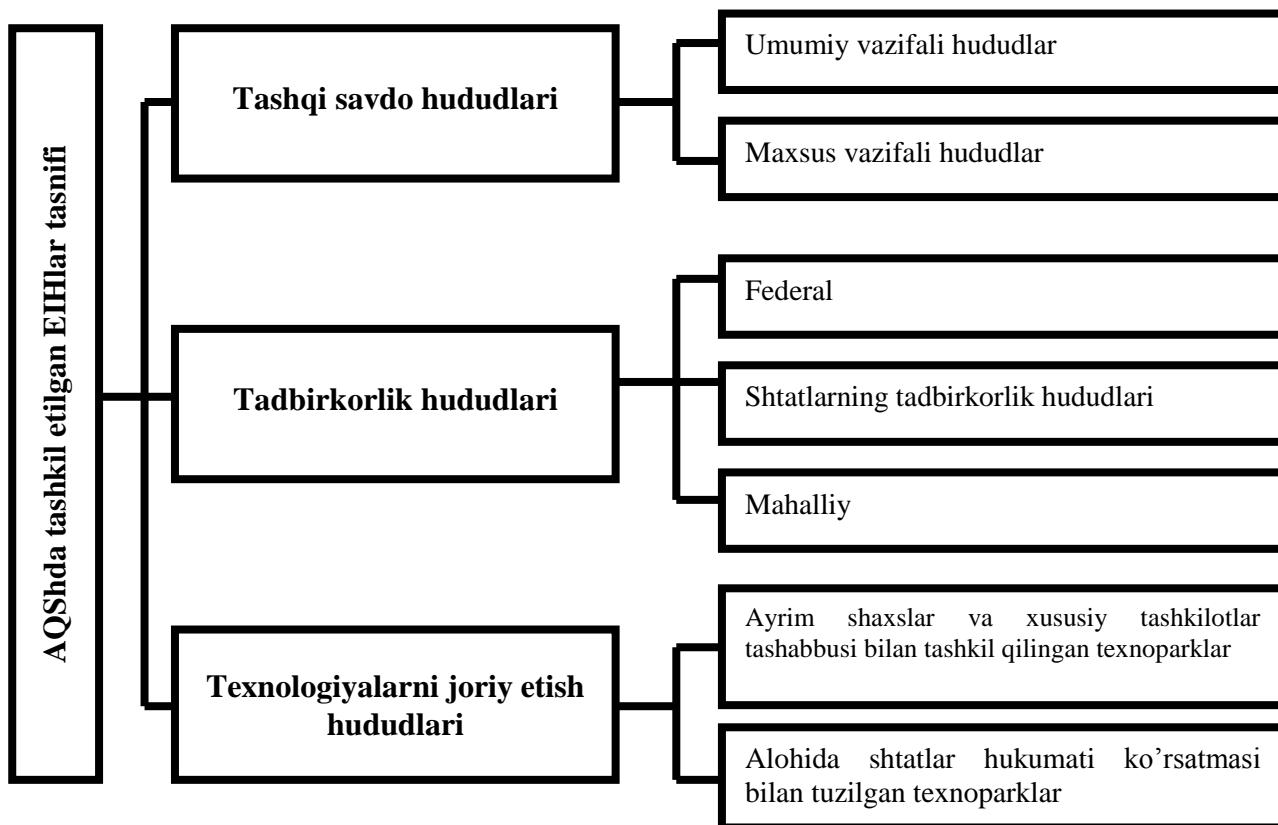 AQShda tashkil etilgan EIHlar tasnifi
Tashqi savdo hududlari
Umumiy vazifali hududlar
Maxsus vazifali hududlar
Tadbirkorlik hududlari
Federal
Shtatlarning tadbirkorlik hududlari
Mahalliy
Texnologiyalarni joriy etish
hududlari
Ayrim shaxslar va xususiy tashkilotlar
tashabbusi bilan tashkil qilingan texnoparklar
Alohida shtatlar hukumati ko’rsatmasi
bilan tuzilgan texnoparklar